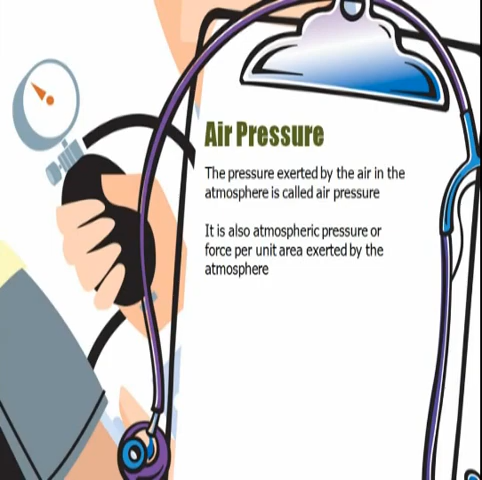 Air Pressure
The pressure exerted by the air in the
atmosphere is called air pressure
It is also atmospheric pressure or
force per unit area exerted by the
atmosphere